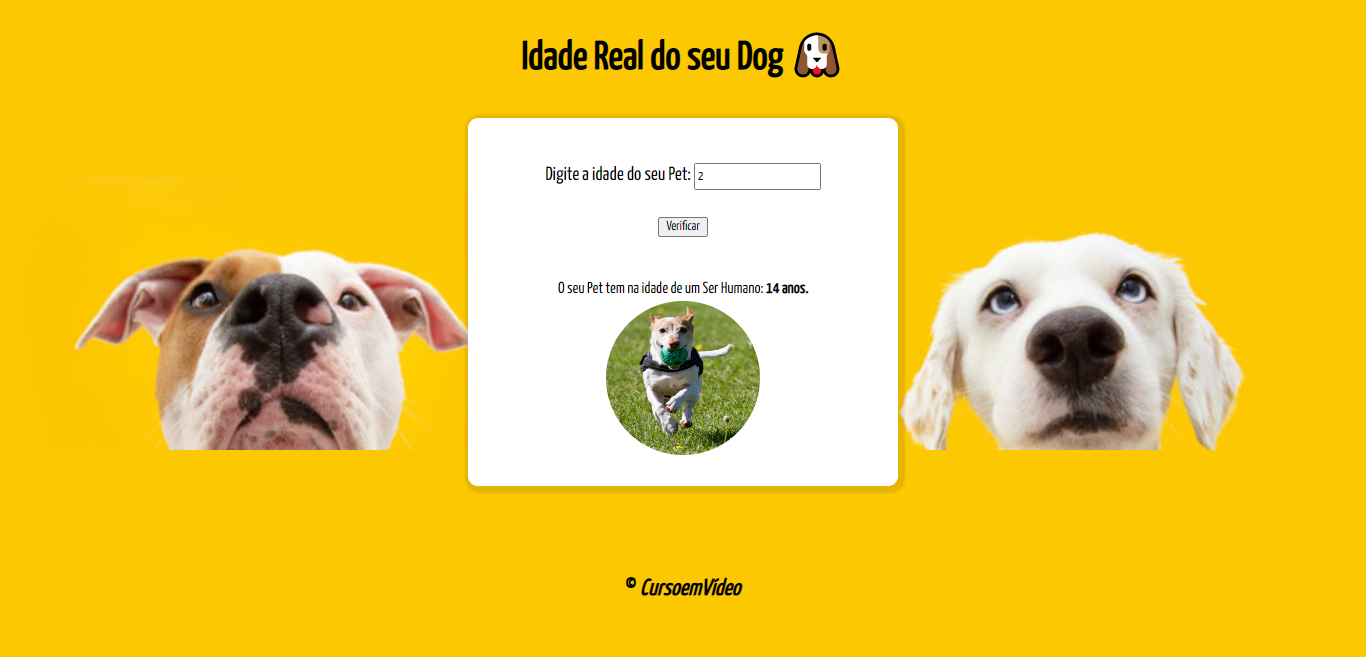 Idade Real do seu Dog
Digite a idade do seu Pet: 2
Verificar
O seu Pet tem na idade de um Ser Humano: 14 anos.
© CursoemVídeo